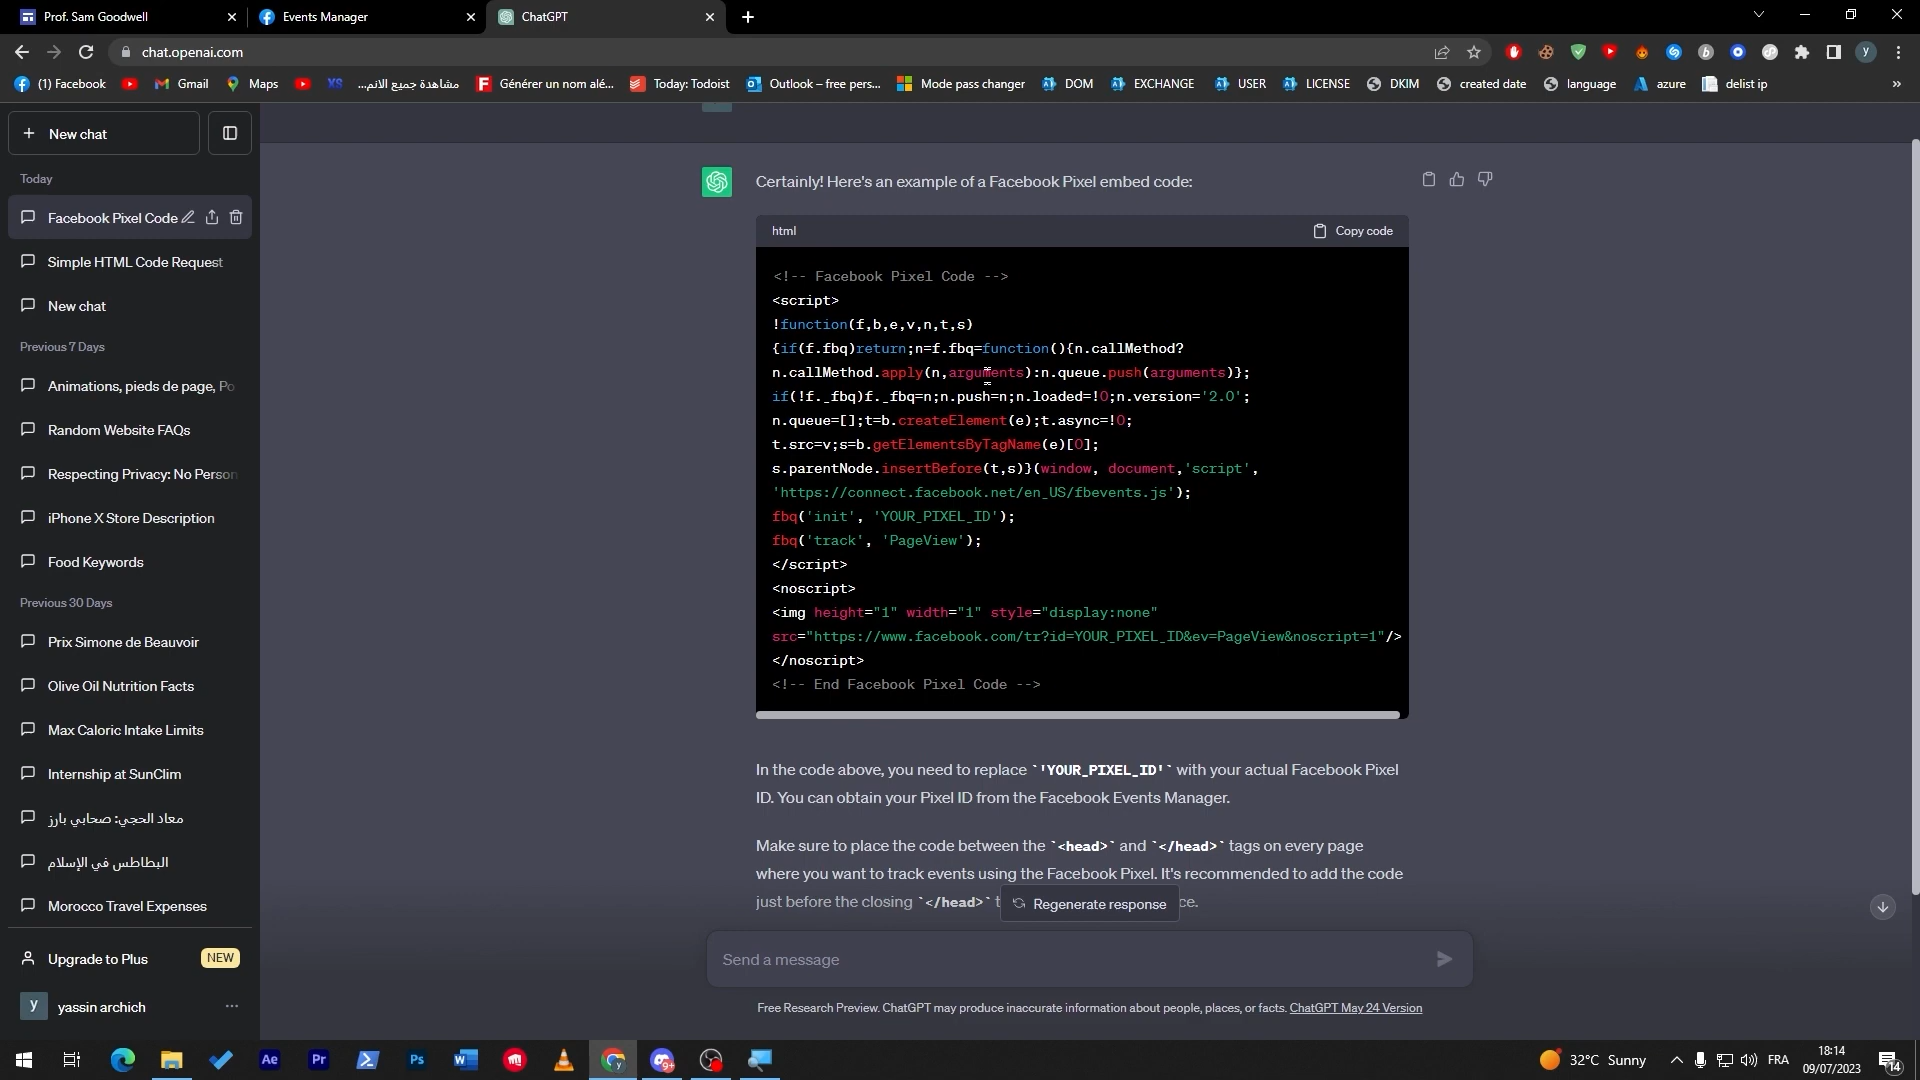 Prof. Sam Goodwell
Events Manager
ChatGPT
chat.openai.com
y
(1) Facebook
Gmail
Maps
XS
مشاهدة جميع الانم...
Générer un nom alé...
Today: Todoist
Outlook – free pers...
Mode pass changer
DOM
EXCHANGE
USER
LICENSE
DKIM
created date
language
azure
delist ip
»
New chat
Today
Facebook Pixel Code
Simple HTML Code Request
New chat
Previous 7 Days
Animations, pieds de page, Po
Random Website FAQs
Respecting Privacy: No Person
iPhone X Store Description
Food Keywords
Previous 30 Days
Prix Simone de Beauvoir
Olive Oil Nutrition Facts
Max Caloric Intake Limits
Internship at SunClim
معاد الحجي: صحابي بارز
البطاطس في الإسلام
Morocco Travel Expenses
Upgrade to Plus
NEW
y
yassin archich
Certainly! Here's an example of a Facebook Pixel embed code:
html
Copy code
<!-- Facebook Pixel Code -->
<script>
!function(f,b,e,v,n,t,s)
{if(f.fbq)return;n=f.fbq=function(){n.callMethod?
n.callMethod.apply(n,arguments):n.queue.push(arguments)};
if(!f._fbq)f._fbq=n;n.push=n;n.loaded=!0;n.version='2.0';
n.queue=[];t=b.createElement(e);t.async=!0;
t.src=v;s=b.getElementsByTagName(e)[0];
s.parentNode.insertBefore(t,s)}(window, document,'script',
'https://connect.facebook.net/en_US/fbevents.js');
fbq('init', 'YOUR_PIXEL_ID');
fbq('track', 'PageView');
</script>
<noscript>
<img height="1" width="1" style="display:none"
src="https://www.facebook.com/tr?id=YOUR_PIXEL_ID&ev=PageView&noscript=1"/>
</noscript>
<!-- End Facebook Pixel Code -->
In the code above, you need to replace `'YOUR_PIXEL_ID'` with your actual Facebook Pixel
ID. You can obtain your Pixel ID from the Facebook Events Manager.
Make sure to place the code between the `<head>` and `</head>` tags on every page
where you want to track events using the Facebook Pixel. It's recommended to add the code
just before the closing `</head>` t
ce.
Regenerate response
Send a message
Free Research Preview. ChatGPT may produce inaccurate information about people, places, or facts. ChatGPT May 24 Version
Ae
Pr
Ps
32°C Sunny
FRA
18:14
09/07/2023
14